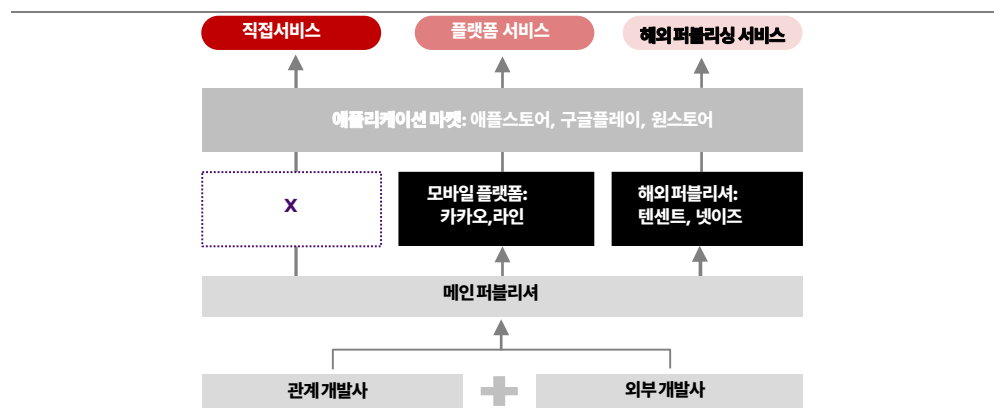 직접서비스
플랫폼 서비스
해외 퍼블리싱 서비스
애플리케이션 마켓: 애플스토어, 구글플레이, 원스토어
X
모바일 플랫폼:
카카오,라인
해외 퍼블리셔:
텐센트, 넷이즈
메인 퍼블리셔
관계 개발사
외부 개발사